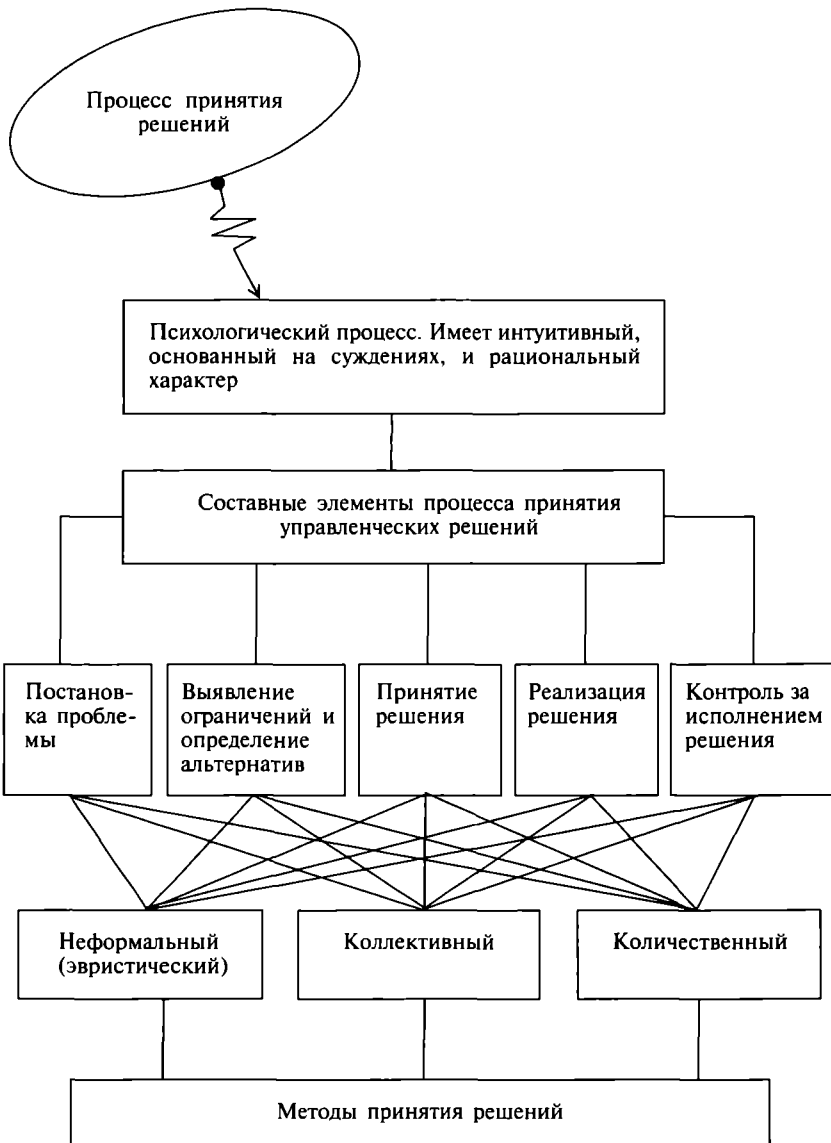 Процесс принятия
решений
Психологический процесс. Имеет интуитивный,
основанный на суждениях, и рациональный
характер
Составные элементы процесса принятия
управленческих решений
Постанов-
ка пробле-
мы
Выявление
ограничений и
определение
альтернатив
Принятие
решения
Реализация
решения
Контроль за
исполнением
решения
Неформальный
(эвристический)
Коллективный
Количественный
Методы принятия решений